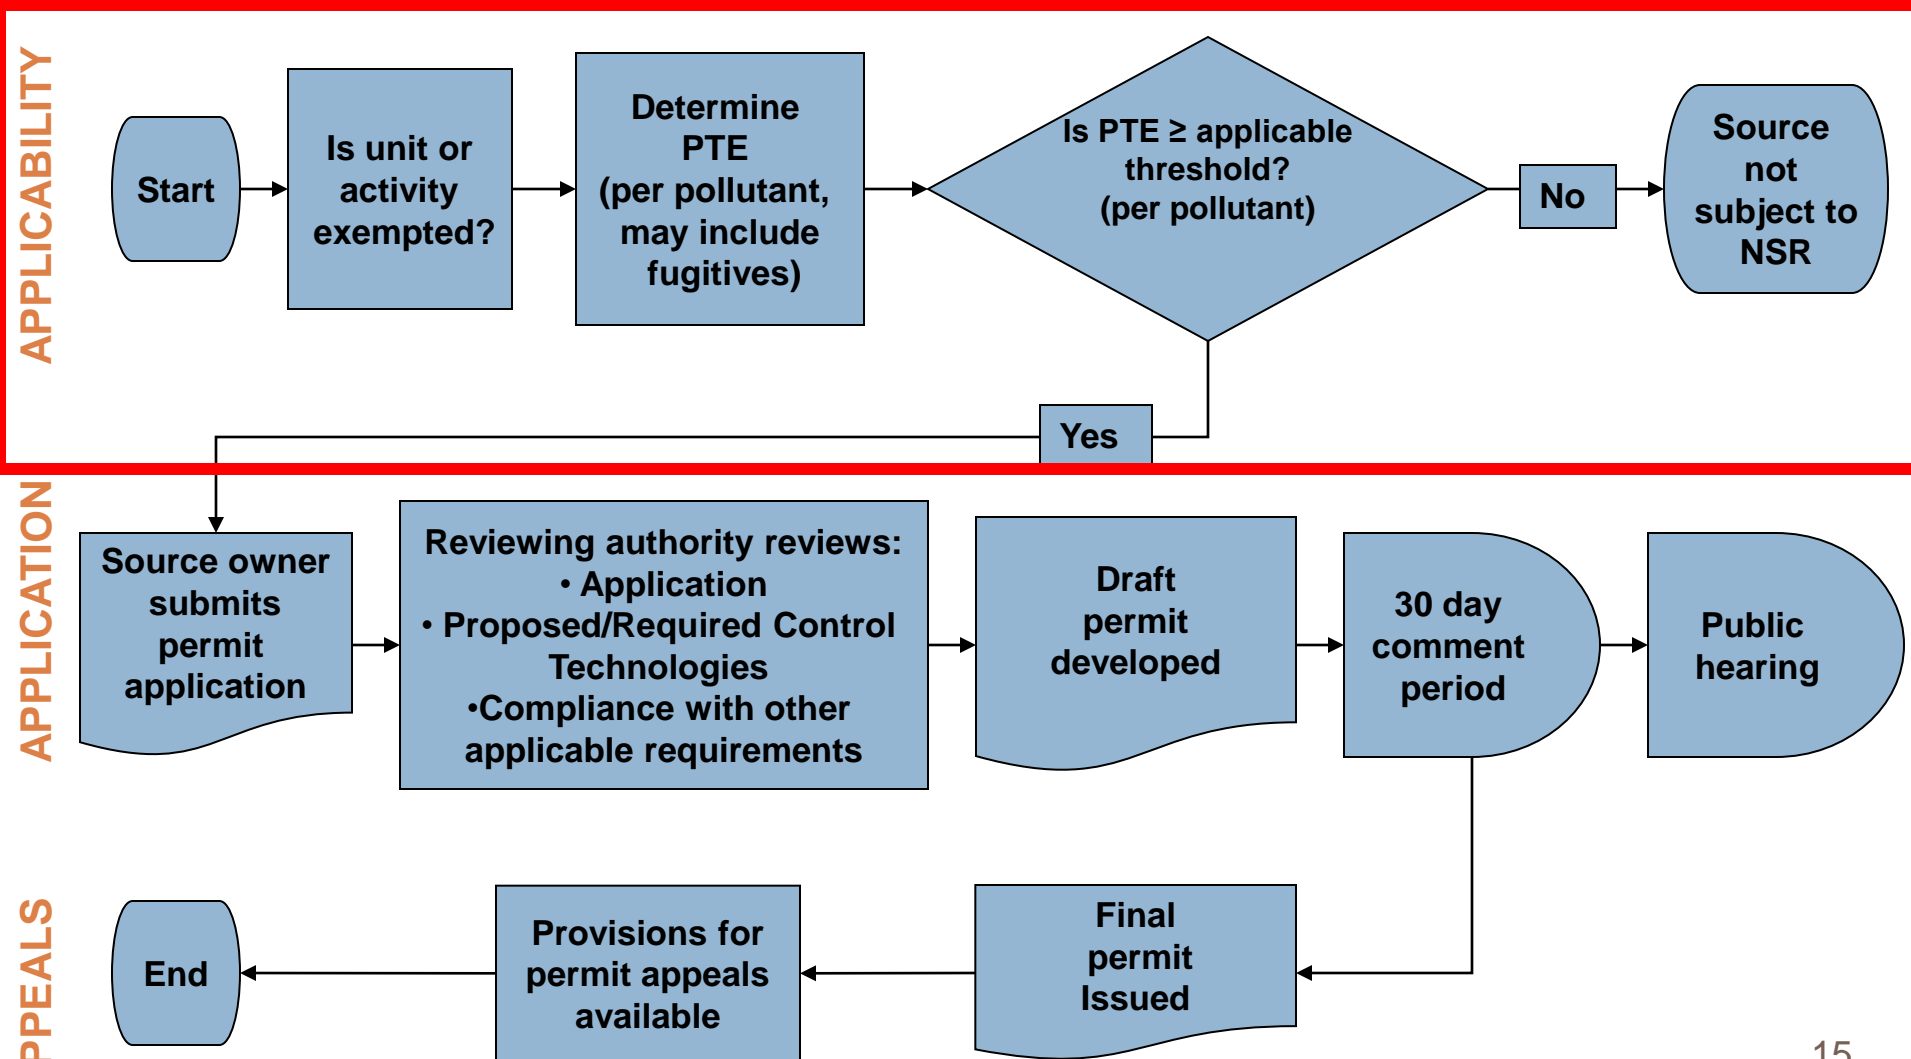 APPLICABILITY
Start
Is unit or
activity
exempted?
Determine
PTE
(per pollutant,
may include
fugitives)
Is PTE ≥ applicable
threshold?
(per pollutant)
No
Source
not
subject to
NSR
Yes
APPLICATION
Source owner
submits
permit
application
Reviewing authority reviews:
• Application
• Proposed/Required Control
Technologies
•Compliance with other
applicable requirements
Draft
permit
developed
30 day
comment
period
Public
hearing
PPEALS
End
Provisions for
permit appeals
available
Final
permit
Issued
15